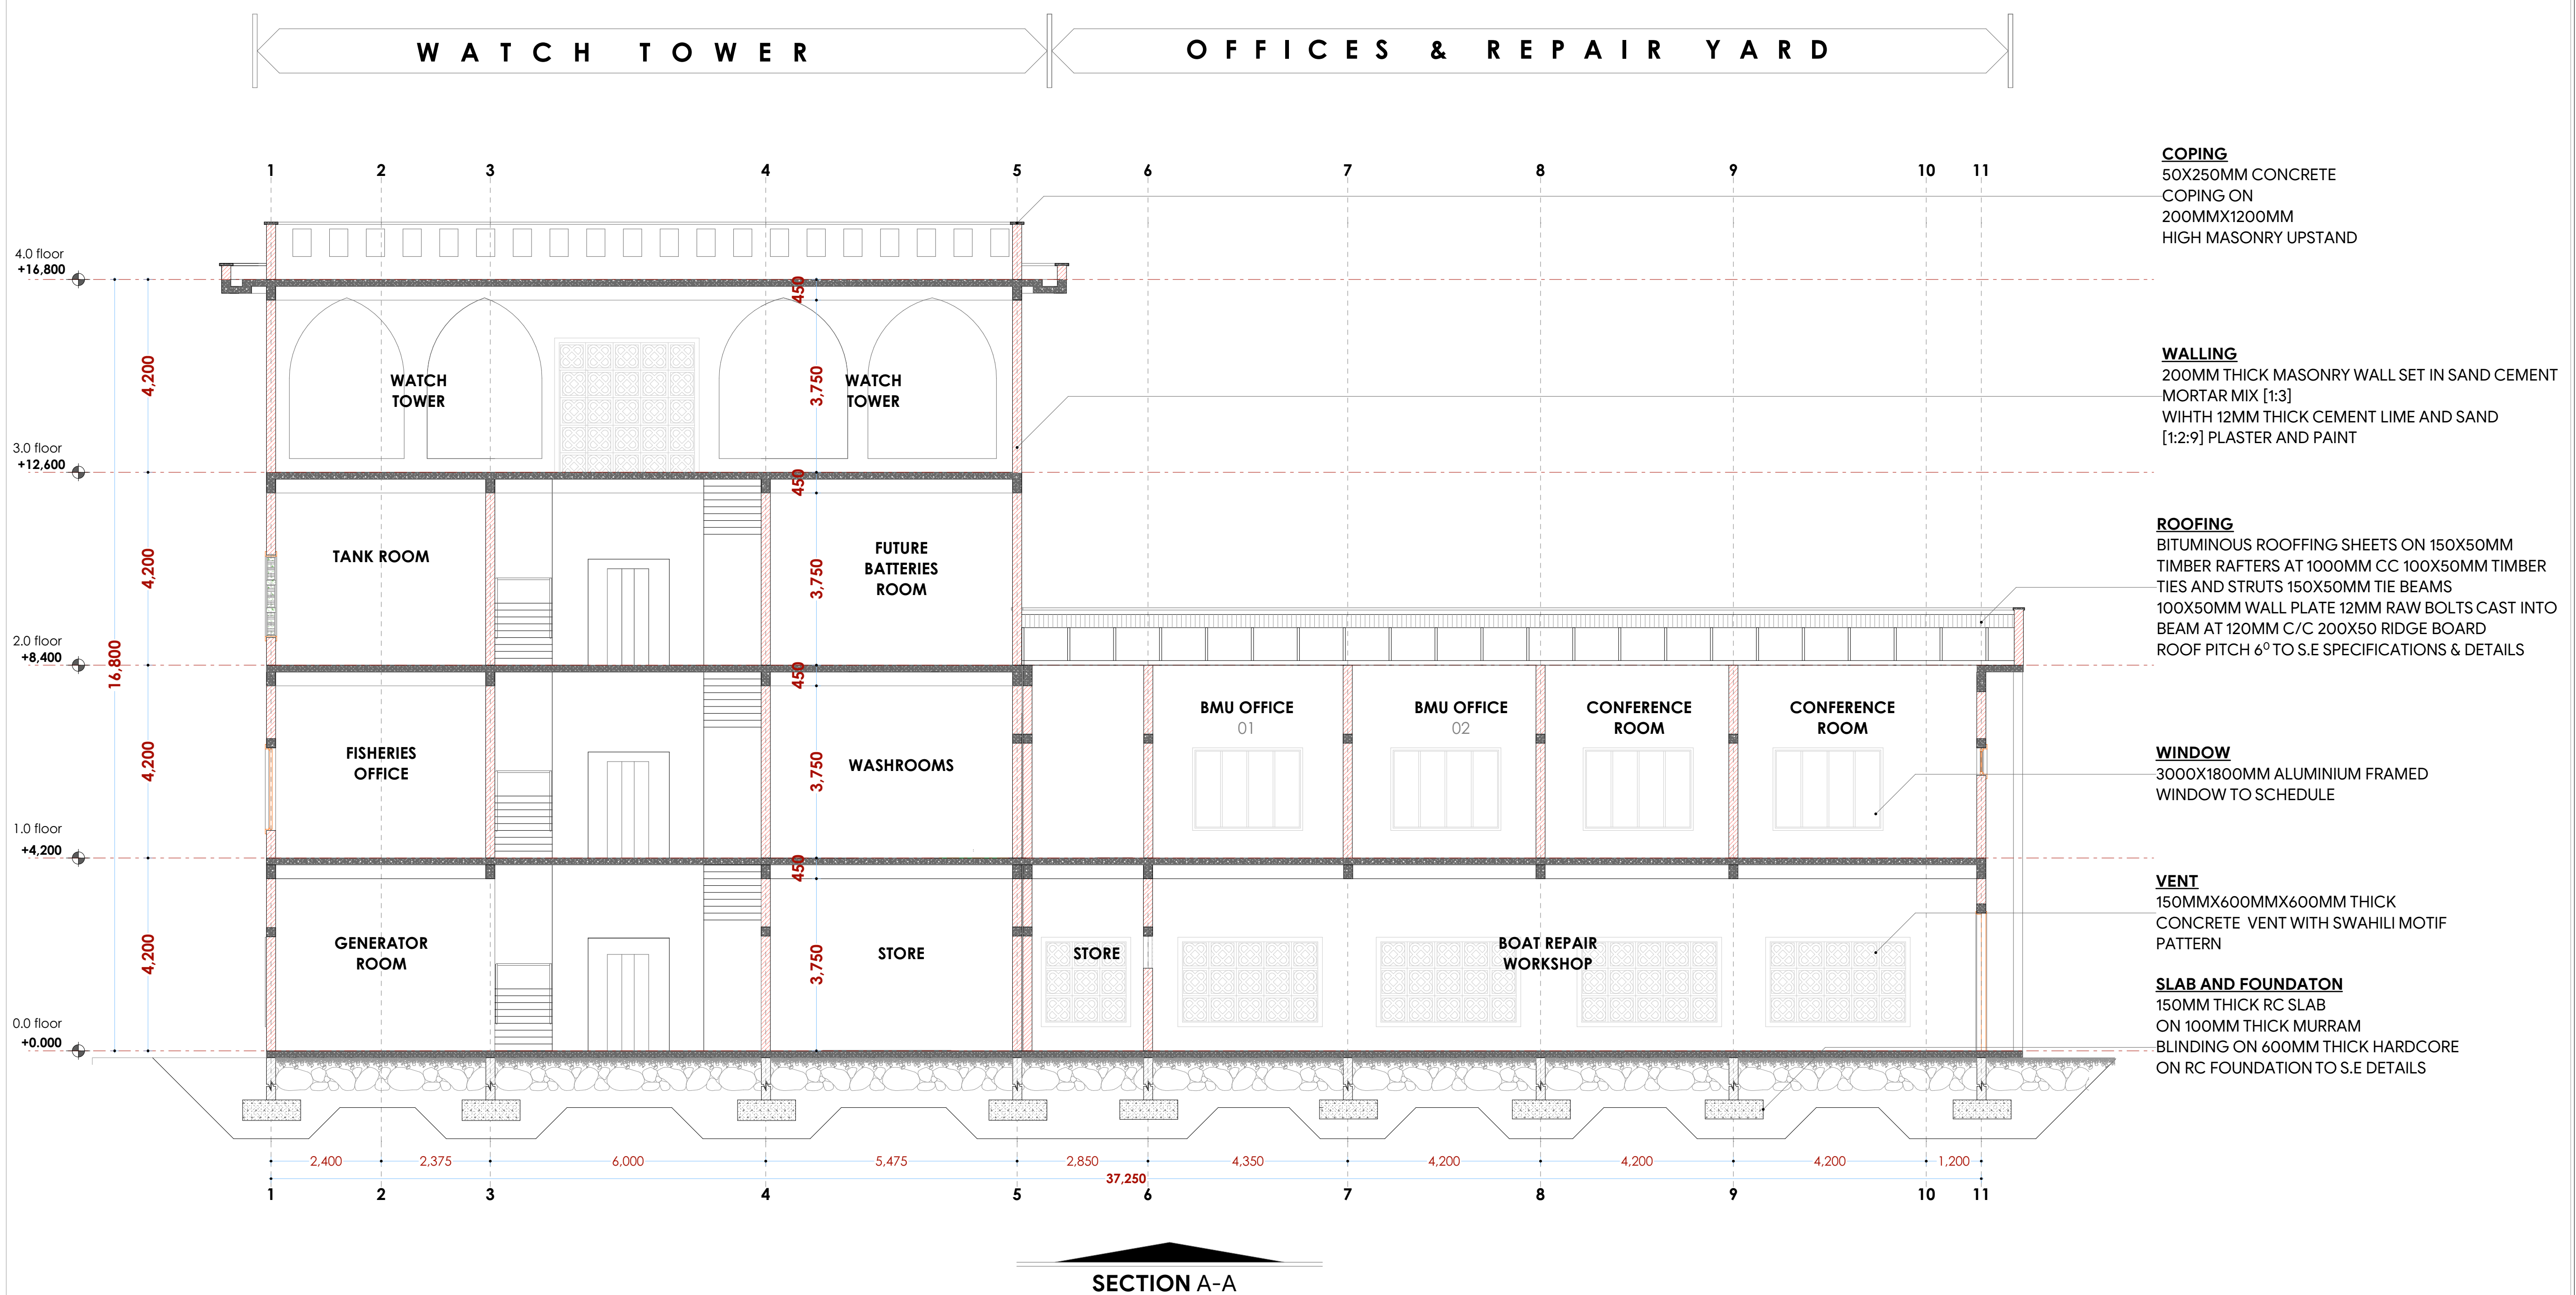 WATCH TOWER
OFFICES & REPAIR YARD
1 2 3 4 5 6 7 8 9 10 11
COPING
50X250MM CONCRETE
COPING ON
200MMX1200MM
HIGH MASONRY UPSTAND
4.0 floor
+16,800
450
4,200
WATCH
TOWER
3,750
WATCH
TOWER
WALLING
200MM THICK MASONRY WALL SET IN SAND CEMENT
MORTAR MIX [1:3]
WIHTH 12MM THICK CEMENT LIME AND SAND
[1:2:9] PLASTER AND PAINT
3.0 floor
+12,600
450
4,200
TANK ROOM
3,750
FUTURE
BATTERIES
ROOM
ROOFING
BITUMINOUS ROOFFING SHEETS ON 150X50MM
TIMBER RAFTERS AT 1000MM CC 100X50MM TIMBER
TIES AND STRUTS 150X50MM TIE BEAMS
100X50MM WALL PLATE 12MM RAW BOLTS CAST INTO
BEAM AT 120MM C/C 200X50 RIDGE BOARD
ROOF PITCH 6⁰ TO S.E SPECIFICATIONS & DETAILS
2.0 floor
+8,400
16,800
450
4,200
FISHERIES
OFFICE
3,750
WASHROOMS
BMU OFFICE
01
BMU OFFICE
02
CONFERENCE
ROOM
CONFERENCE
ROOM
WINDOW
3000X1800MM ALUMINIUM FRAMED
WINDOW TO SCHEDULE
1.0 floor
+4,200
450
4,200
GENERATOR
ROOM
3,750
STORE
STORE
BOAT REPAIR
WORKSHOP
VENT
150MMX600MMX600MM THICK
CONCRETE VENT WITH SWAHILI MOTIF
PATTERN
0.0 floor
+0.000
SLAB AND FOUNDATON
150MM THICK RC SLAB
ON 100MM THICK MURRAM
BLINDING ON 600MM THICK HARDCORE
ON RC FOUNDATION TO S.E DETAILS
2,400 2,375 6,000 5,475 2,850 4,350 4,200 4,200 4,200 1,200
37,250
1 2 3 4 5 6 7 8 9 10 11
SECTION A-A